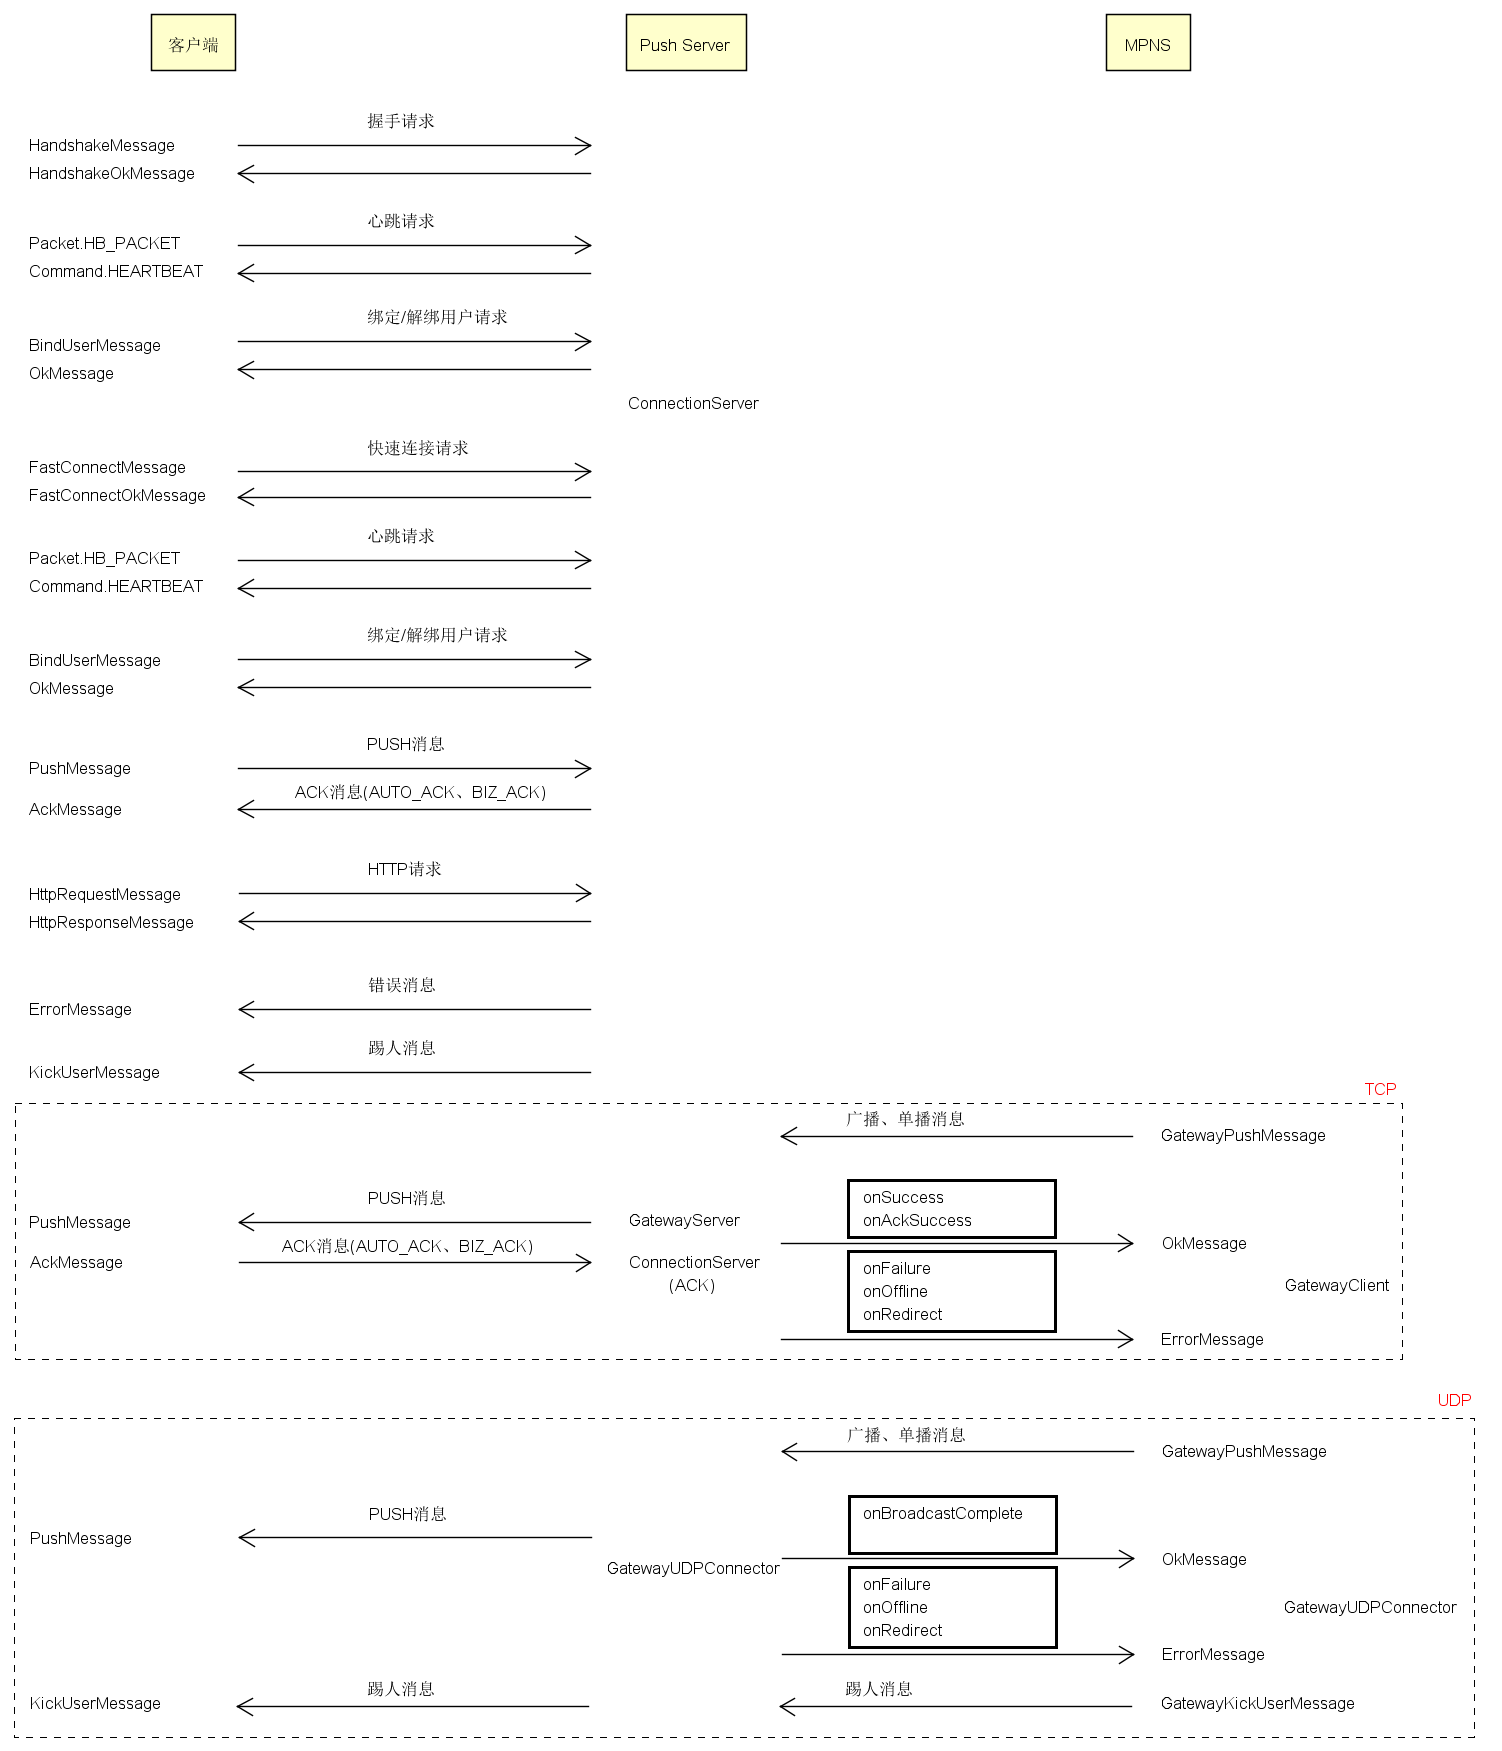 客户端
Push Server
MPNS
握手请求
HandshakeMessage
HandshakeOkMessage
心跳请求
Packet.HB_PACKET
Command.HEARTBEAT
绑定/解绑用户请求
BindUserMessage
OkMessage
ConnectionServer
快速连接请求
FastConnectMessage
FastConnectOkMessage
心跳请求
Packet.HB_PACKET
Command.HEARTBEAT
绑定/解绑用户请求
BindUserMessage
OkMessage
PUSH消息
PushMessage
ACK消息(AUTO_ACK、BIZ_ACK)
AckMessage
HTTP请求
HttpRequestMessage
HttpResponseMessage
错误消息
ErrorMessage
踢人消息
KickUserMessage
TCP
广播、单播消息
GatewayPushMessage
PUSH消息
PushMessage
GatewayServer
onSuccess
onAckSuccess
OkMessage
ACK消息(AUTO_ACK、BIZ_ACK)
AckMessage
ConnectionServer
(ACK)
onFailure
onOffline
onRedirect
GatewayClient
ErrorMessage
UDP
广播、单播消息
GatewayPushMessage
PUSH消息
PushMessage
onBroadcastComplete
OkMessage
GatewayUDPConnector
onFailure
onOffline
onRedirect
GatewayUDPConnector
ErrorMessage
踢人消息
KickUserMessage
踢人消息
GatewayKickUserMessage